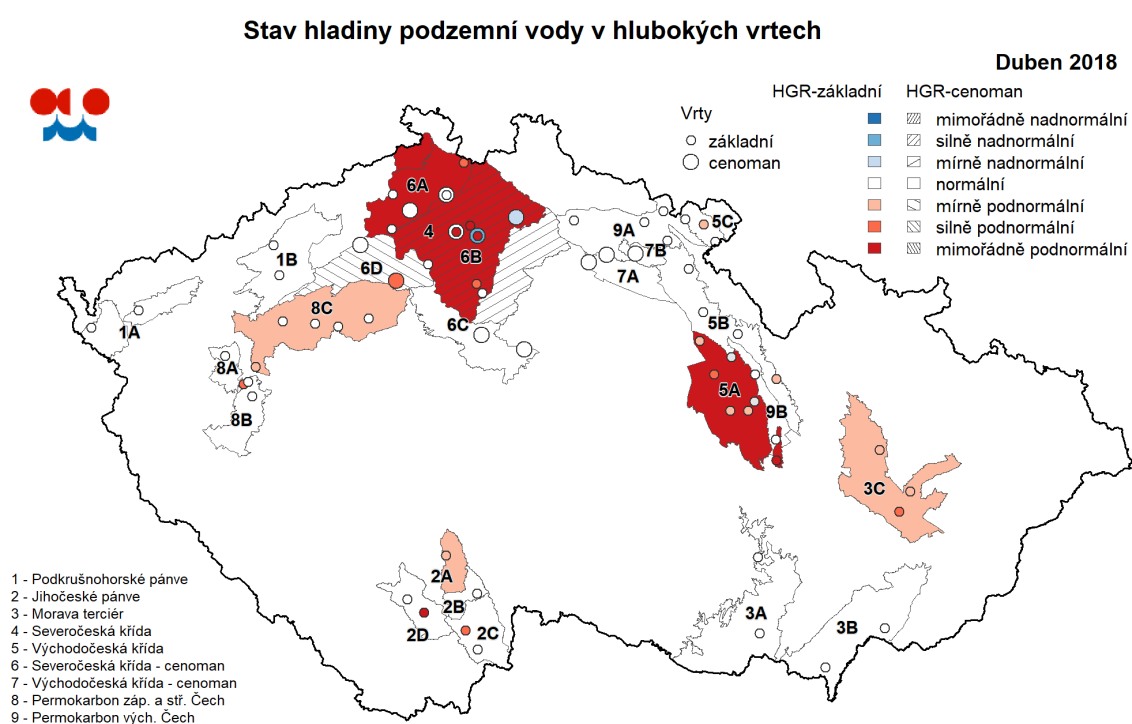 Stav hladiny podzemní vody v hlubokých vrtech
Duben 2018
HGR-základní HGR-cenoman
Vrty
základní
cenoman
mimořádně nadnormální
silně nadnormální
mírně nadnormální
normální
mírně podnormální
silně podnormální
mimořádně podnormální
6A
4
6B
1B
6D
6C
8C
1A
8A
8B
9A
5C
7B
7A
5B
5A
9B
3C
2A
2B
2C
2D
3A
3B
1 - Podkrušnohorské pánve
2 - Jihočeské pánve
3 - Morava terciér
4 - Severočeská křída
5 - Východočeská křída
6 - Severočeská křída - cenoman
7 - Východočeská křída - cenoman
8 - Permokarbon záp. a stř. Čech
9 - Permokarbon vých. Čech